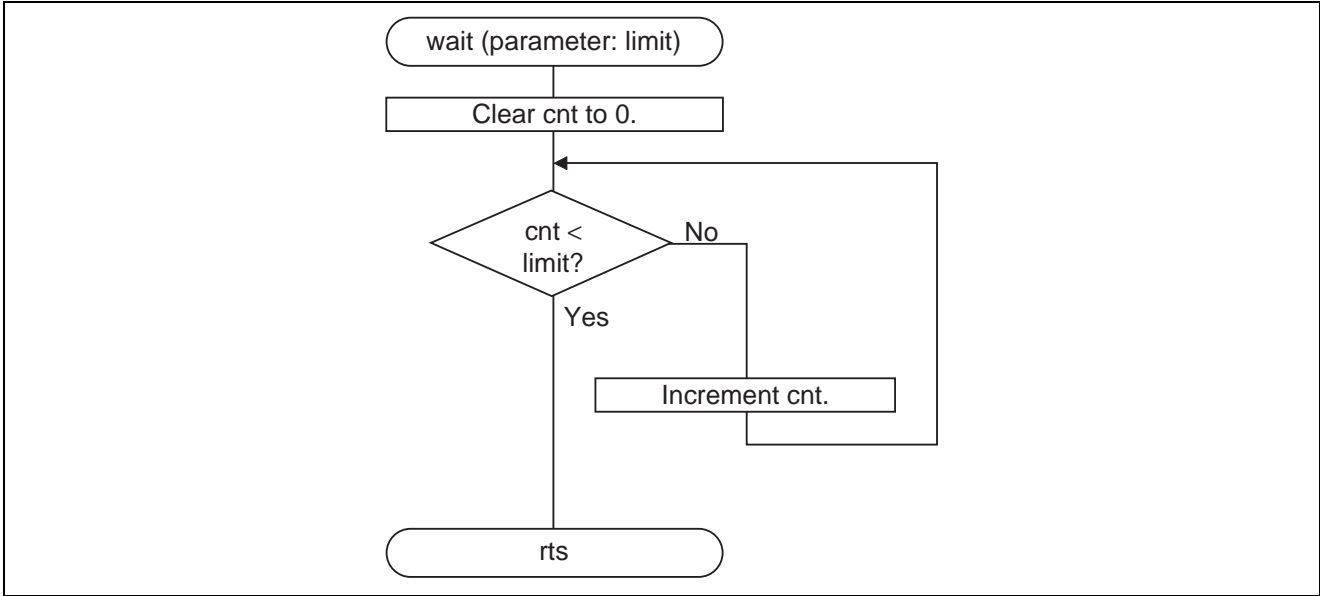 wait (parameter: limit)
Clear cnt to 0.
cnt <
limit?
No
Yes
Increment cnt.
rts